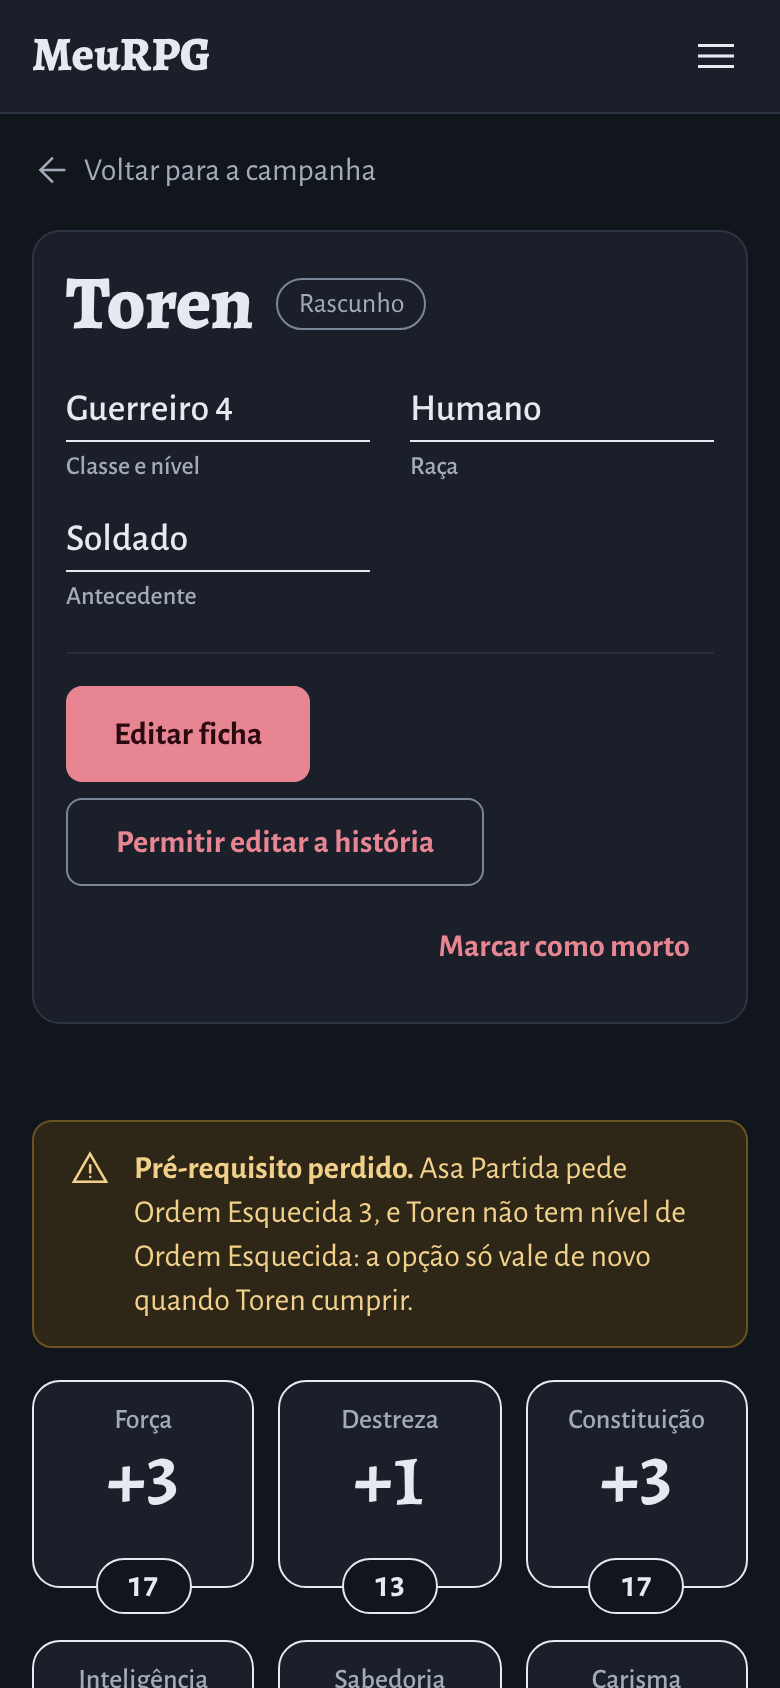 MeuRPG
Voltar para a campanha
Toren Rascunho
Guerreiro 4 Humano
Classe e nível Raça
Soldado
Antecedente
Editar ficha
Permitir editar a história
Marcar como morto
Pré-requisito perdido. Asa Partida pede
Ordem Esquecida 3, e Toren não tem nível de
Ordem Esquecida: a opção só vale de novo
quando Toren cumprir.
Força Destreza Constituição
+3 +1 +3
17 13 17
Inteligência Sabedoria Carisma